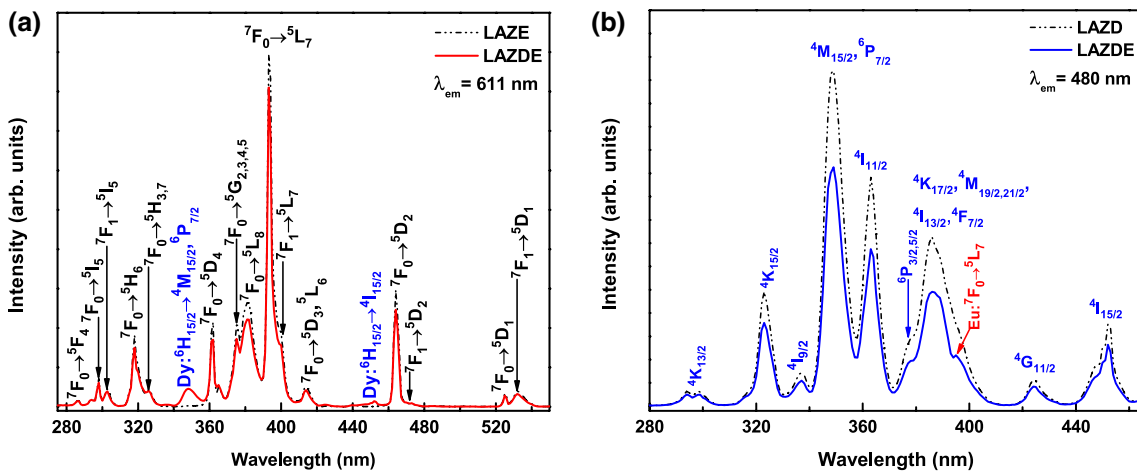 (a)
⁷F₀→⁵L₇
LAZE
LAZDE
λem = 611 nm
⁷F₀→⁵F₄
⁷F₀→⁵I₅
⁷F₁→⁵I₅
⁷F₀→⁵H₆
⁷F₀→⁵H₃,₇
Dy:⁶H₁₅/₂→⁴M₁₅/₂,⁶P₇/₂
⁷F₀→⁵D₄
⁷F₀→⁵G₂,₃,₄,₅
⁷F₀→⁵L₈
⁷F₁→⁵L₇
⁷F₀→⁵D₃, ⁵L₆
Dy:⁶H₁₅/₂→⁴I₁₅/₂
⁷F₀→⁵D₂
⁷F₁→⁵D₂
⁷F₀→⁵D₁
⁷F₁→⁵D₁
Intensity (arb. units)
280 320 360 400 440 480 520
Wavelength (nm)
(b)
LAZD
LAZDE
λem = 480 nm
⁴M₁₅/₂,⁶P₇/₂
⁴I₁₁/₂
⁴K₁₇/₂,⁴M₁₉/₂,₂₁/₂,
⁴I₁₃/₂,⁴F₇/₂
⁴K₁₃/₂
⁴K₁₅/₂
⁴I₉/₂
⁶P₃/₂,₅/₂
Eu:⁷F₀→⁵L₇
⁴G₁₁/₂
⁴I₁₅/₂
Intensity (arb. units)
280 320 360 400 440
Wavelength (nm)